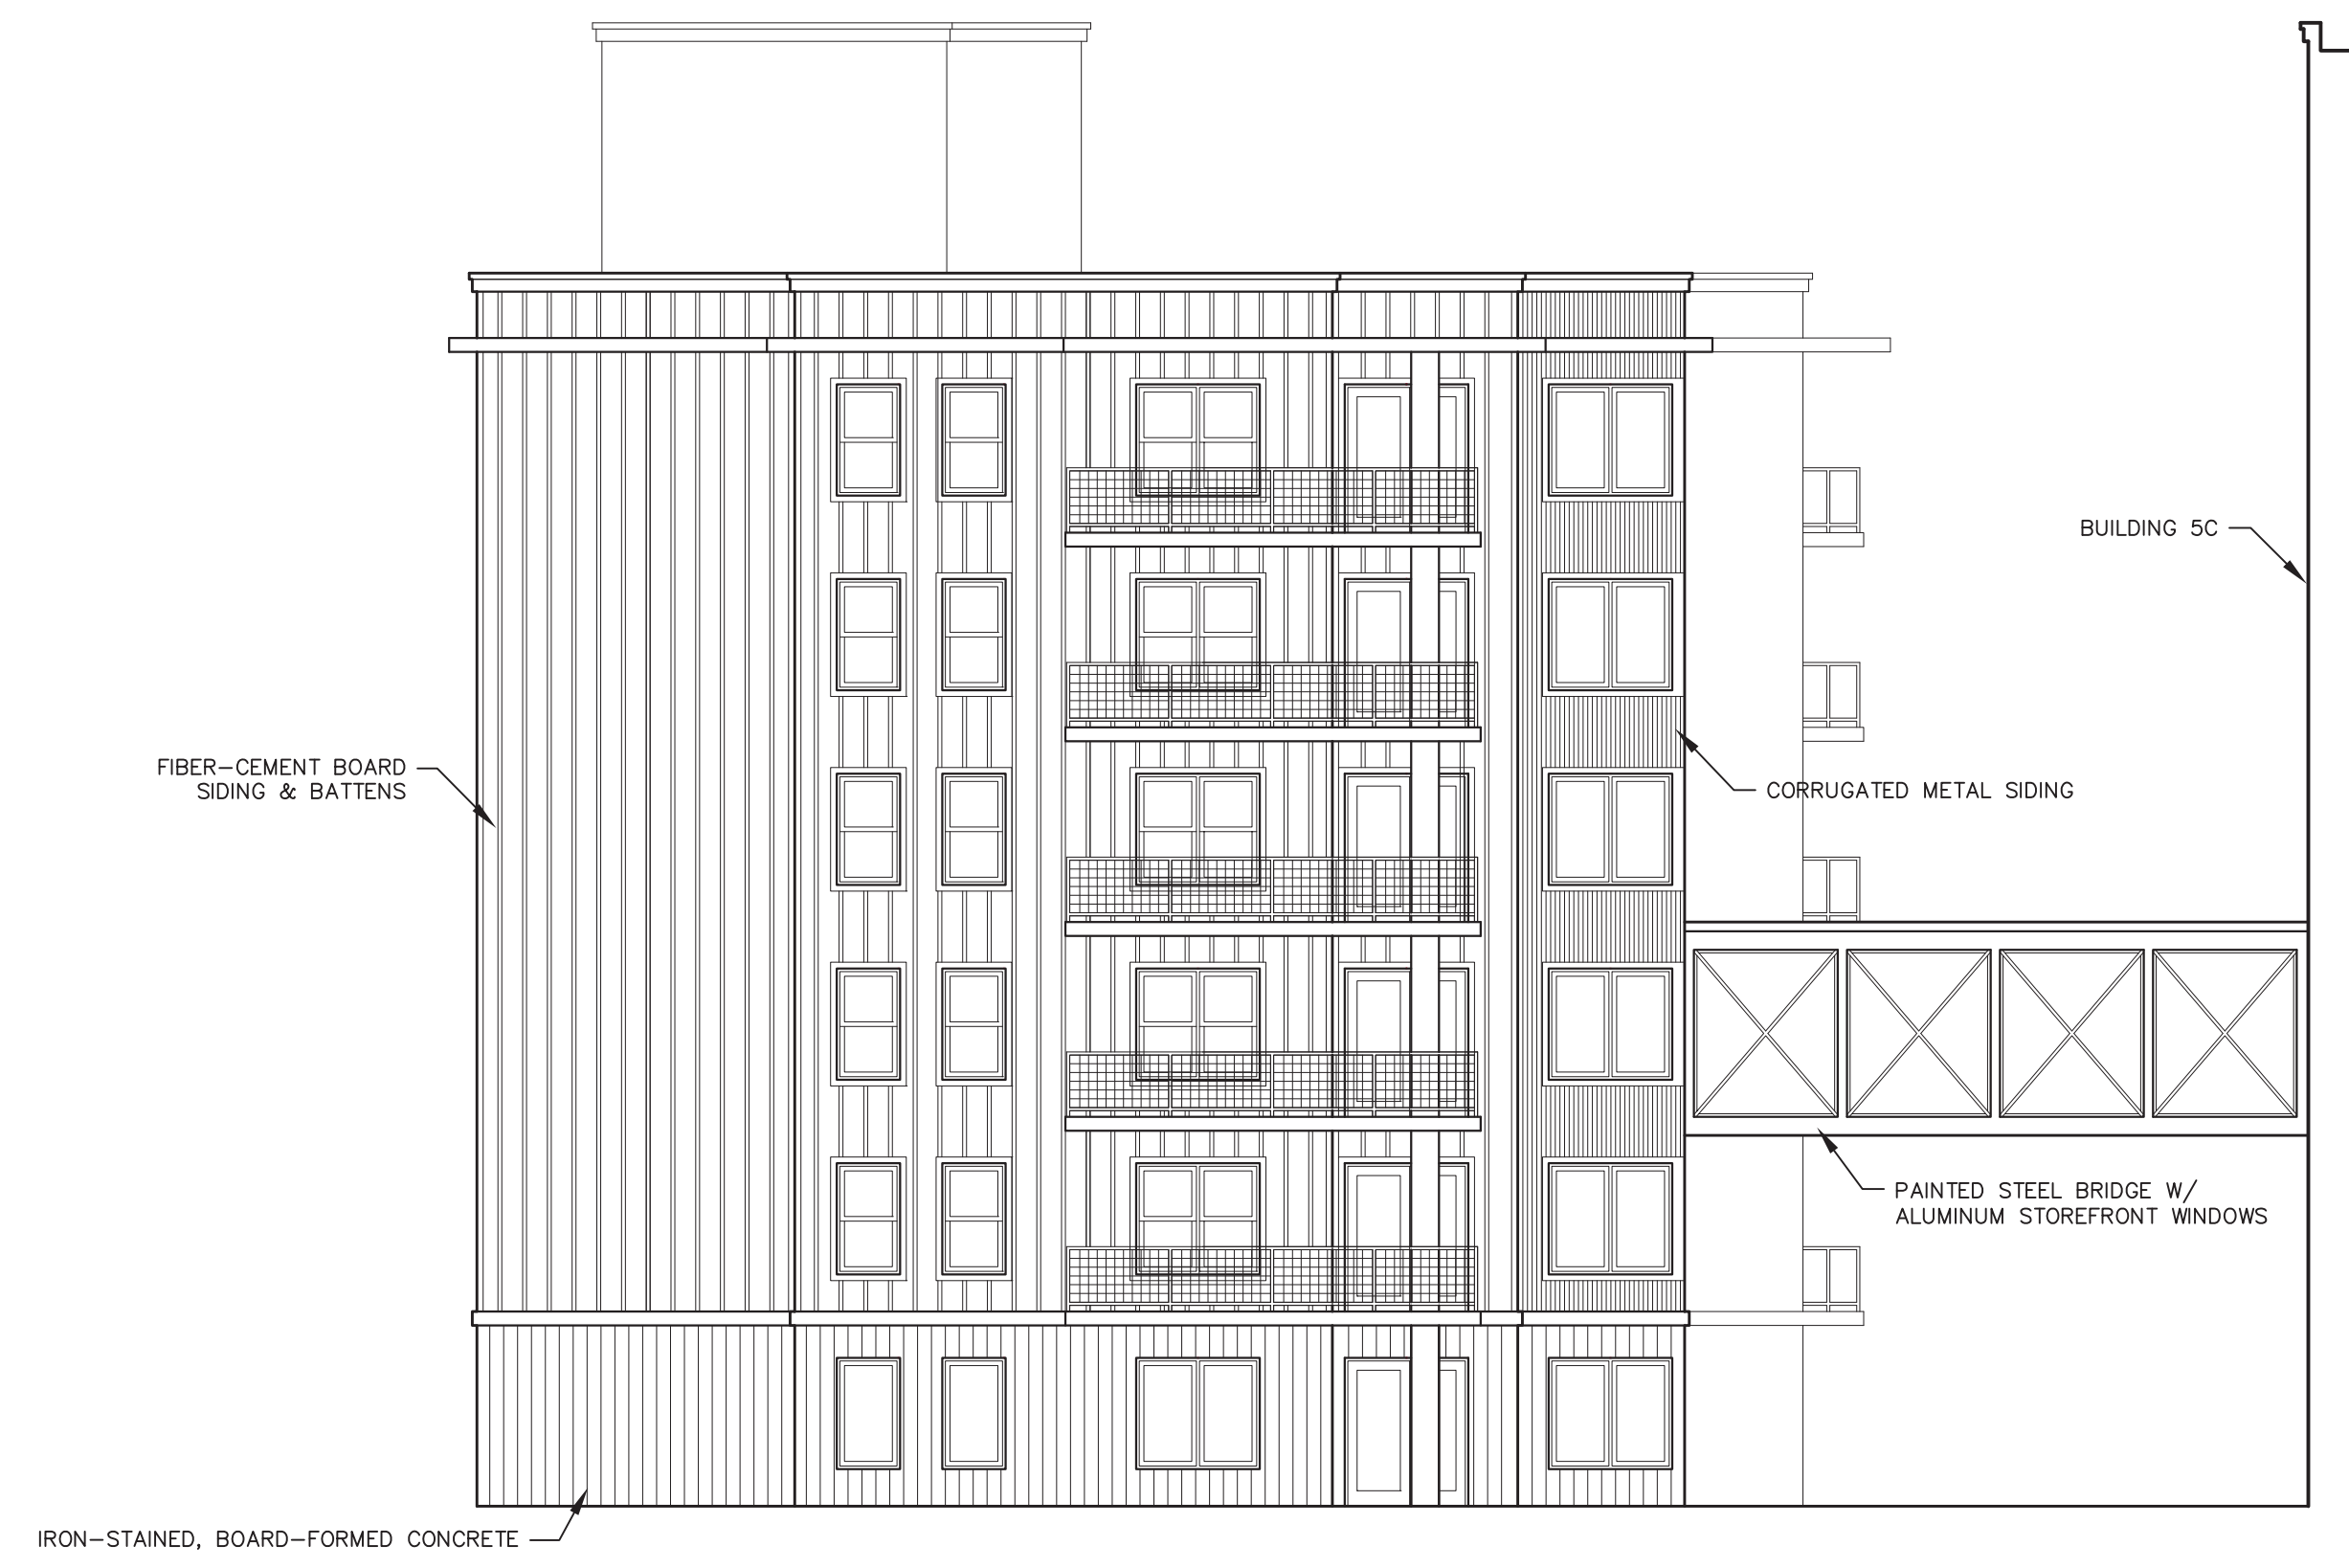 BUILDING 5C
FIBER-CEMENT BOARD
SIDING & BATTENS
CORRUGATED METAL SIDING
PAINTED STEEL BRIDGE W/
ALUMINUM STOREFRONT WINDOWS
IRON-STAINED, BOARD-FORMED CONCRETE